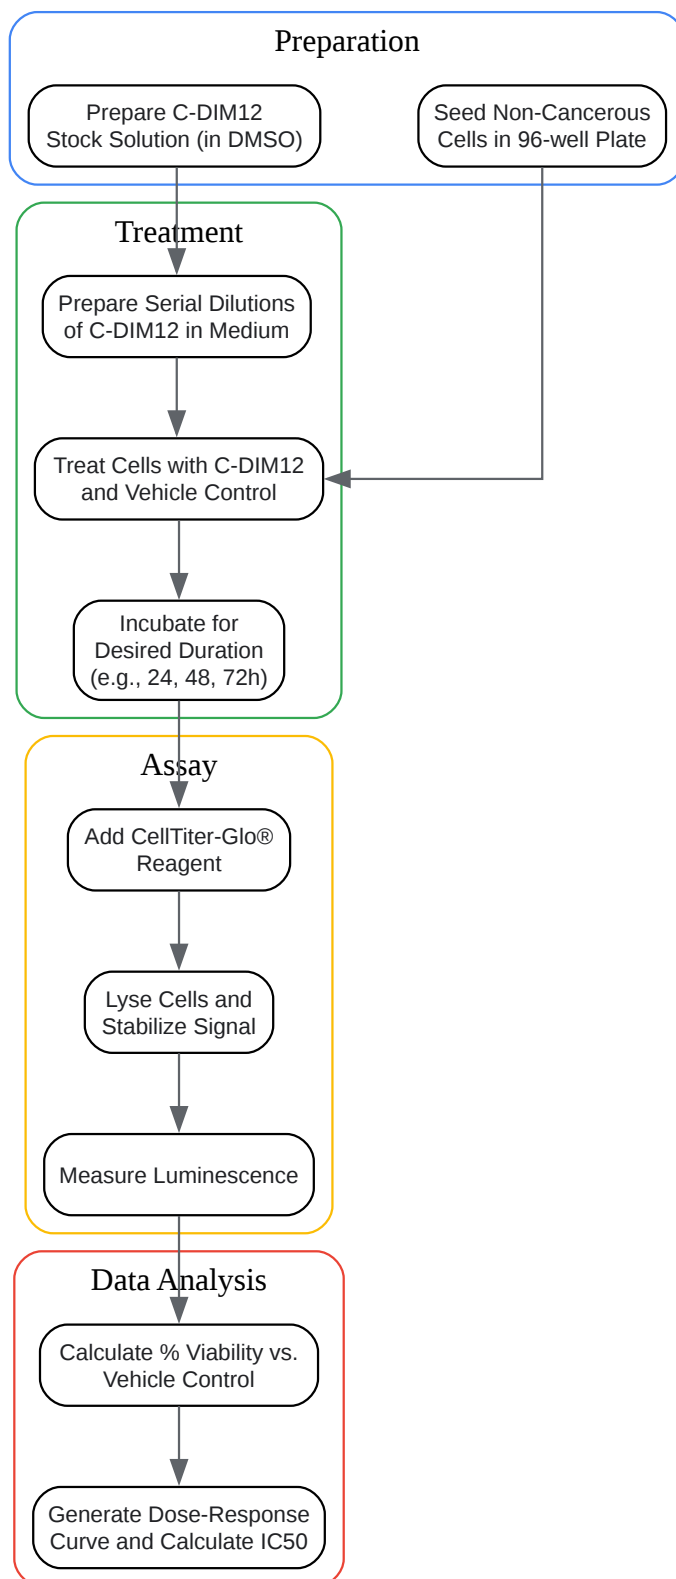 Preparation
Prepare C-DIM12
Stock Solution (in DMSO)
Seed Non-Cancerous
Cells in 96-well Plate
Treatment
Prepare Serial Dilutions
of C-DIM12 in Medium
Treat Cells with C-DIM12
and Vehicle Control
Incubate for
Desired Duration
(e.g., 24, 48, 72h)
Assay
Add CellTiter-Glo®
Reagent
Lyse Cells and
Stabilize Signal
Measure Luminescence
Data Analysis
Calculate % Viability vs.
Vehicle Control
Generate Dose-Response
Curve and Calculate IC50